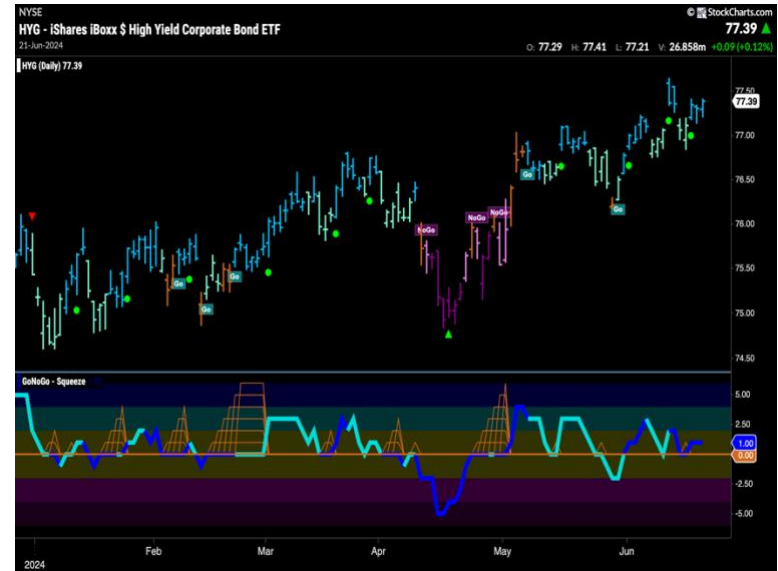 NYSE
© StockCharts.com
HYG - iShares iBoxx $ High Yield Corporate Bond ETF
77.39
21-Jun-2024
O: 77.29 H: 77.41 L: 77.21 V: 26.858m +0.09 (+0.12%)
HYG (Daily) 77.39
77.50
77.39
77.00
76.50
76.00
75.50
75.00
74.50
Go
Go
Go
NoGo
NoGo
NoGo
Go
Go
GoNoGo - Squeeze
5.00
2.50
1.00
0.00
-2.50
-5.00
Feb Mar Apr May Jun
2024